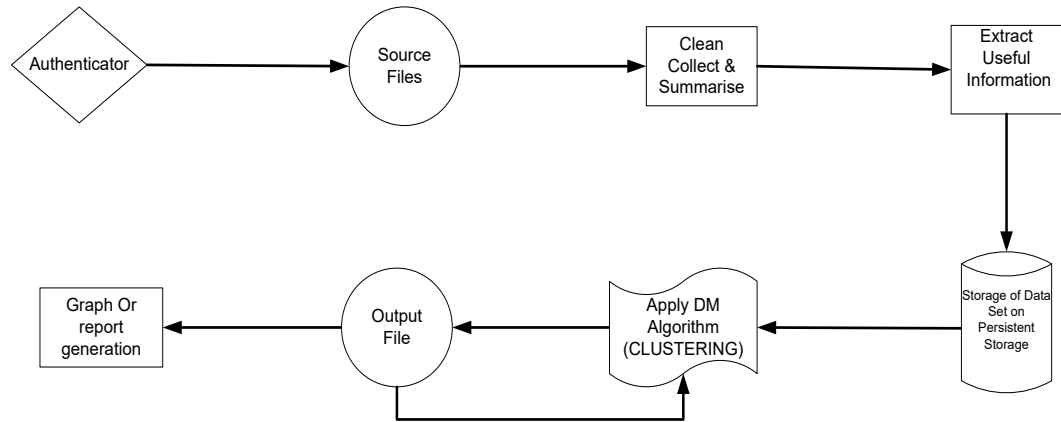 Authenticator
Source
Files
Clean
Collect &
Summarise
Extract
Useful
Information
Storage of Data
Set on
Persistent
Storage
Apply DM
Algorithm
(CLUSTERING)
Output
File
Graph Or
report
generation